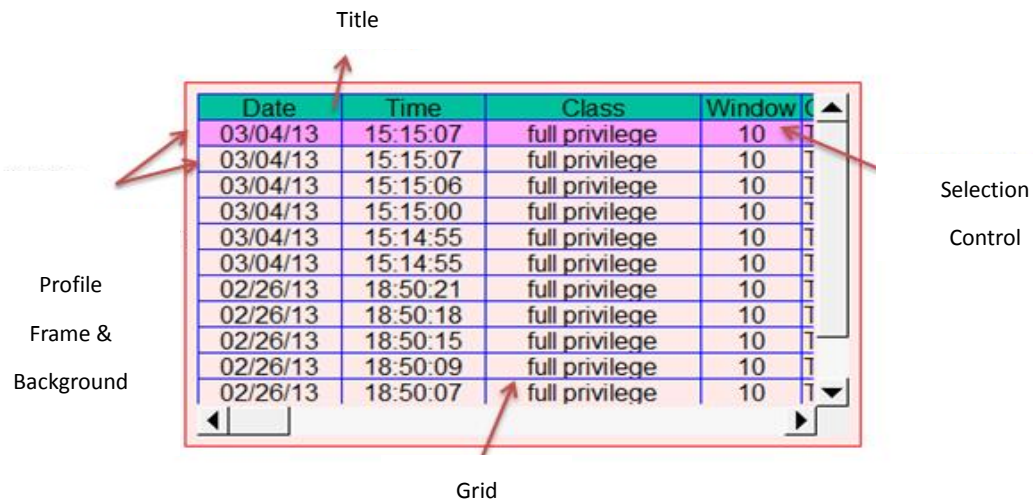 Title
Date Time Class Window
03/04/13 15:15:07 full privilege 10 T
03/04/13 15:15:07 full privilege 10 T
03/04/13 15:15:06 full privilege 10 T
03/04/13 15:15:00 full privilege 10 T
03/04/13 15:14:55 full privilege 10 T
03/04/13 15:14:55 full privilege 10 T
02/26/13 18:50:21 full privilege 10 T
02/26/13 18:50:18 full privilege 10 T
02/26/13 18:50:15 full privilege 10 T
02/26/13 18:50:09 full privilege 10 T
02/26/13 18:50:07 full privilege 10 T
Selection
Control
Profile
Frame &
Background
Grid